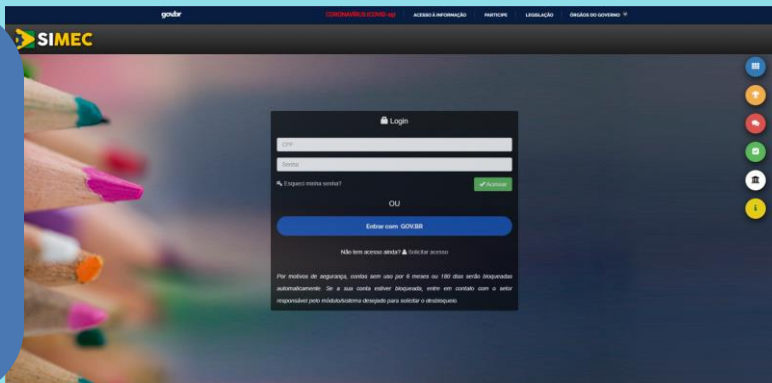 govbr
CORONAVÍRUS (COVID-19)
ACESSO À INFORMAÇÃO
PARTICIPE
LEGISLAÇÃO
ÓRGÃOS DO GOVERNO
SIMEC
Login
CPF
Senha
Esqueci minha senha?
Acessar
OU
Entrar com GOV.BR
Não tem acesso ainda? Solicitar acesso
Por motivos de segurança, contas sem uso por 6 meses ou 180 dias serão bloqueadas
automaticamente. Se a sua conta estiver bloqueada, entre em contato com o setor
responsável pelo módulo/sistema desejado para solicitar o desbloqueio.